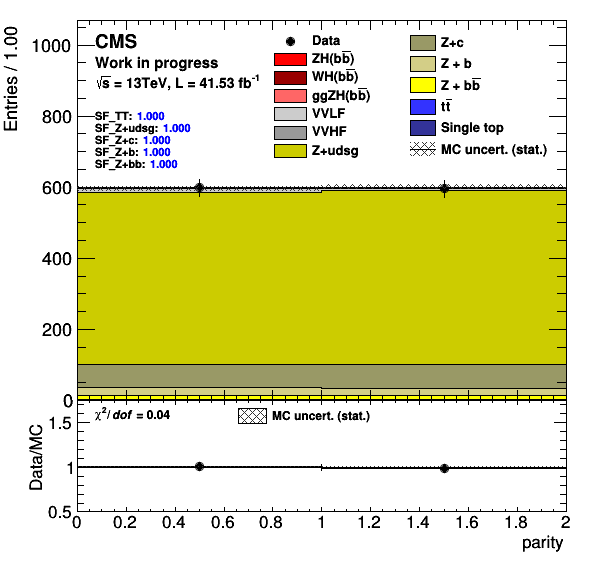 Entries / 1.00
1000
800
600
400
200
0
CMS
Work in progress
√s = 13TeV, L = 41.53 fb⁻¹
SF_TT: 1.000
SF_Z+udsg: 1.000
SF_Z+c: 1.000
SF_Z+b: 1.000
SF_Z+bb: 1.000
Data
ZH(bb̅)
WH(bb̅)
ggZH(bb̅)
VVLF
VVHF
Z+udsg
Z+c
Z + b
Z + bb̅
tt̅
Single top
MC uncert. (stat.)
Data/MC
1.5
1
0.5
χ²/dof = 0.04
MC uncert. (stat.)
0 0.2 0.4 0.6 0.8 1 1.2 1.4 1.6 1.8 2
parity